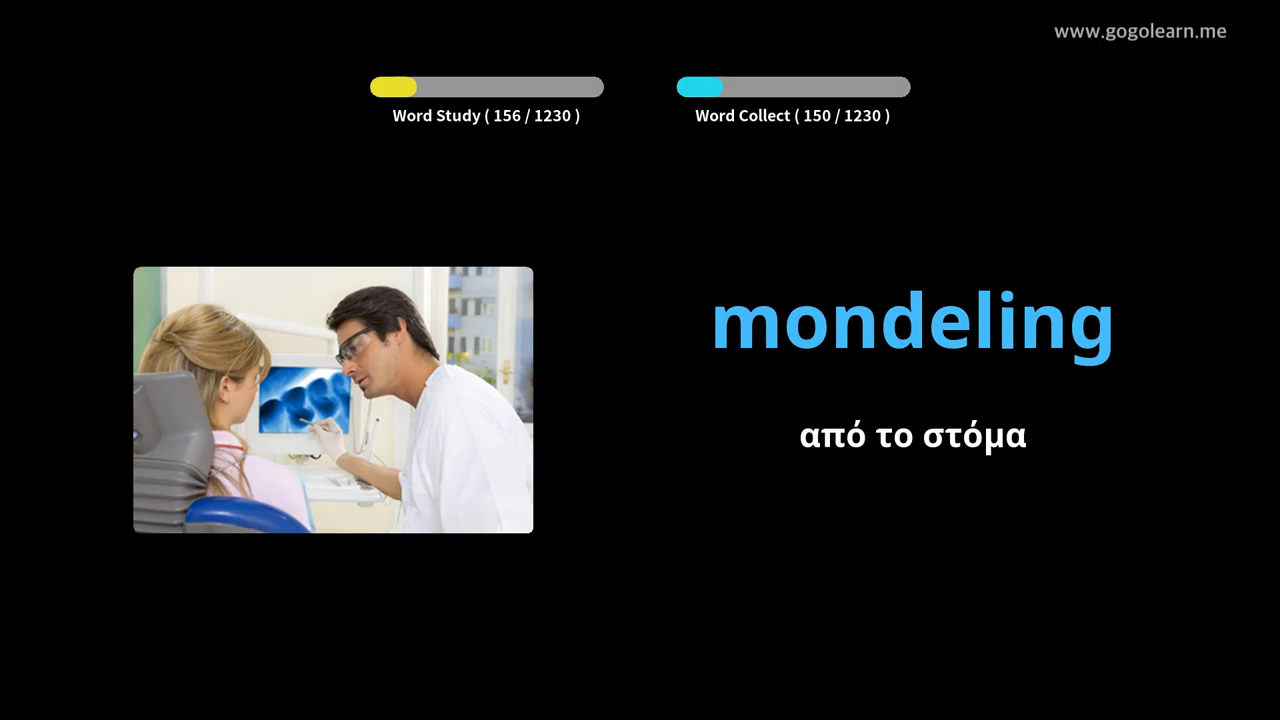 www.gogolearn.me
Word Study ( 156 / 1230 )
Word Collect ( 150 / 1230 )
mondeling
από το στόμα